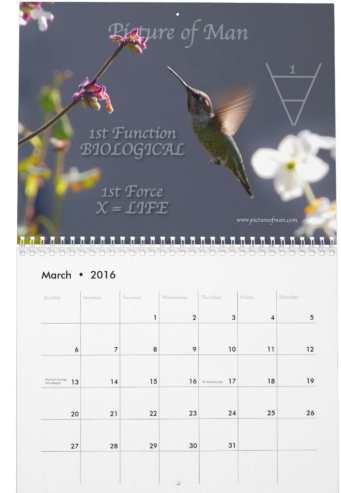 Picture of Man
1
1st Function
BIOLOGICAL
1st Force
X = LIFE
www.pictureofman.com
March • 2016
Sunday Monday Tuesday Wednesday Thursday Friday Saturday
1 2 3 4 5
6 7 8 9 10 11 12
13 14 15 16 17 18 19
20 21 22 23 24 25 26
27 28 29 30 31